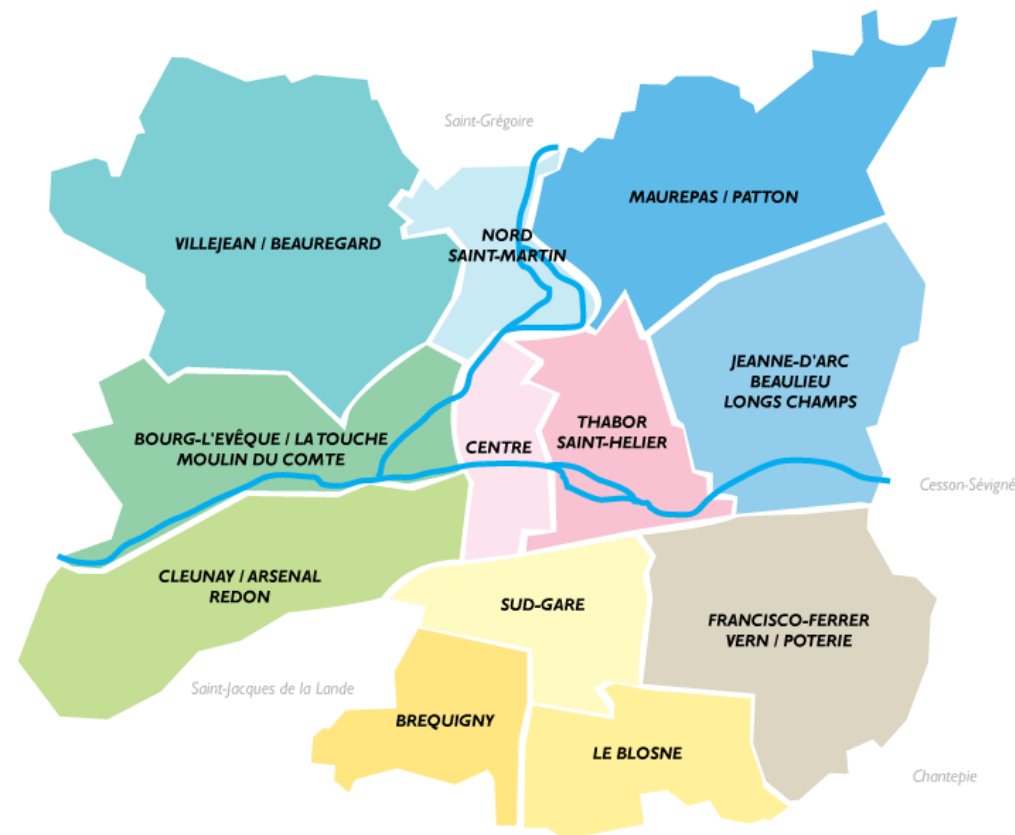 Saint-Grégoire
MAUREPAS / PATTON
VILLEJEAN / BEAUREGARD
NORD
SAINT-MARTIN
JEANNE-D'ARC
BEAULIEU
LONGS CHAMPS
BOURG-L'EVÊQUE / LA TOUCHE
MOULIN DU COMTE
CENTRE
THABOR
SAINT-HELIER
Cesson-Sévigné
CLEUNAY / ARSENAL
REDON
SUD-GARE
FRANCISCO-FERRER
VERN / POTERIE
Saint-Jacques de la Lande
BREQUIGNY
LE BLOSNE
Chantepie